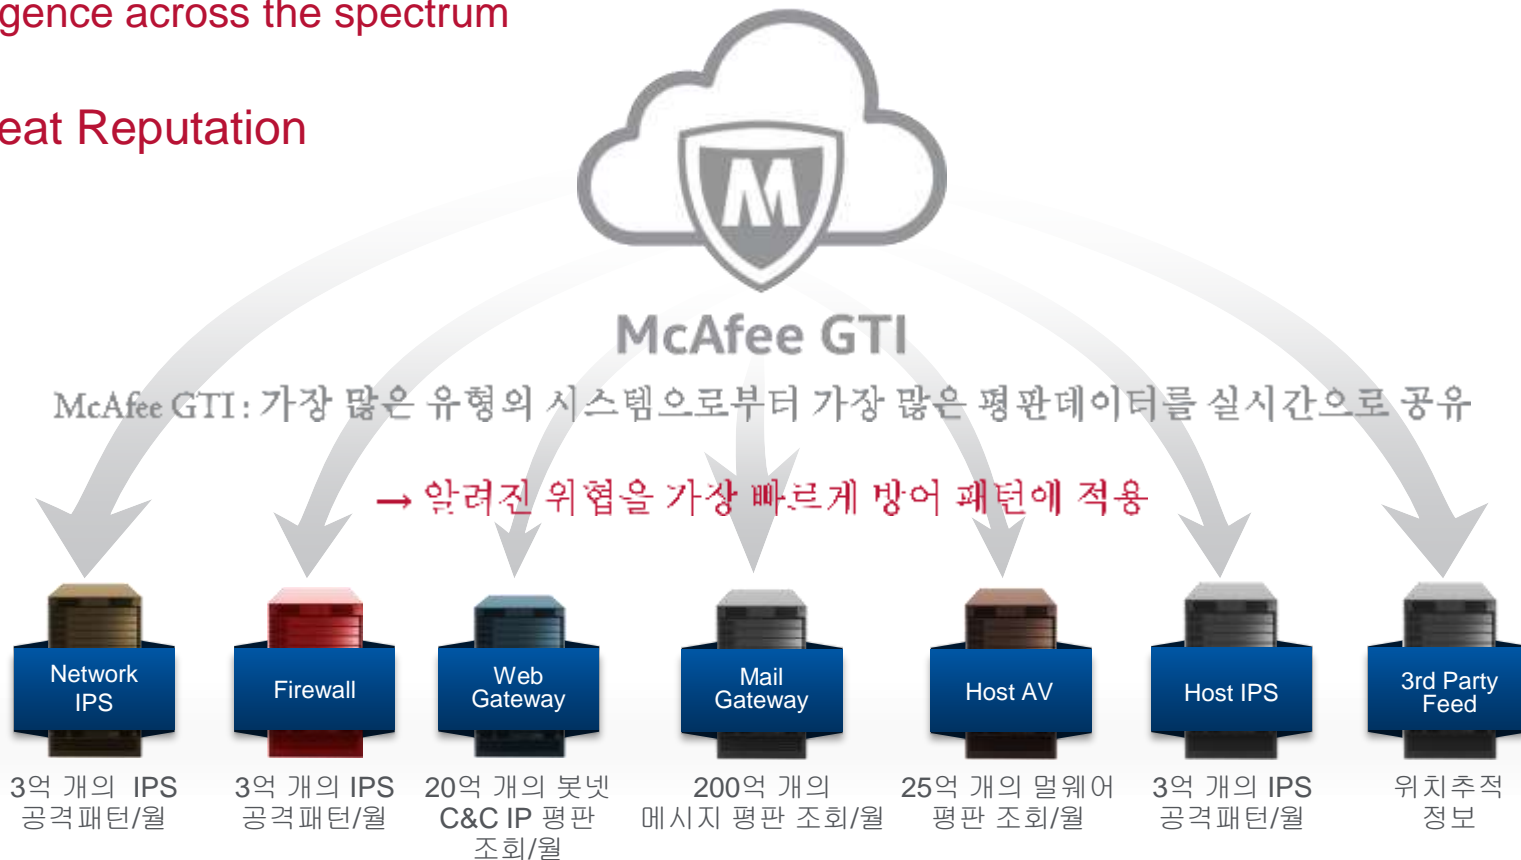 gence across the spectrum
eat Reputation
M
McAfee GTI
McAfee GTI : 가장 많은 유형의 시스템으로부터 가장 많은 평판데이터를 실시간으로 공유
→ 알려진 위협을 가장 빠르게 방어 패턴에 적용
Network
IPS
3억 개의 IPS
공격패턴/월
Firewall
3억 개의 IPS
공격패턴/월
Web
Gateway
20억 개의 봇넷
C&C IP 평판
조회/월
Mail
Gateway
200억 개의
메시지 평판 조회/월
Host AV
25억 개의 멀웨어
평판 조회/월
Host IPS
3억 개의 IPS
공격패턴/월
3rd Party
Feed
위치추적
정보